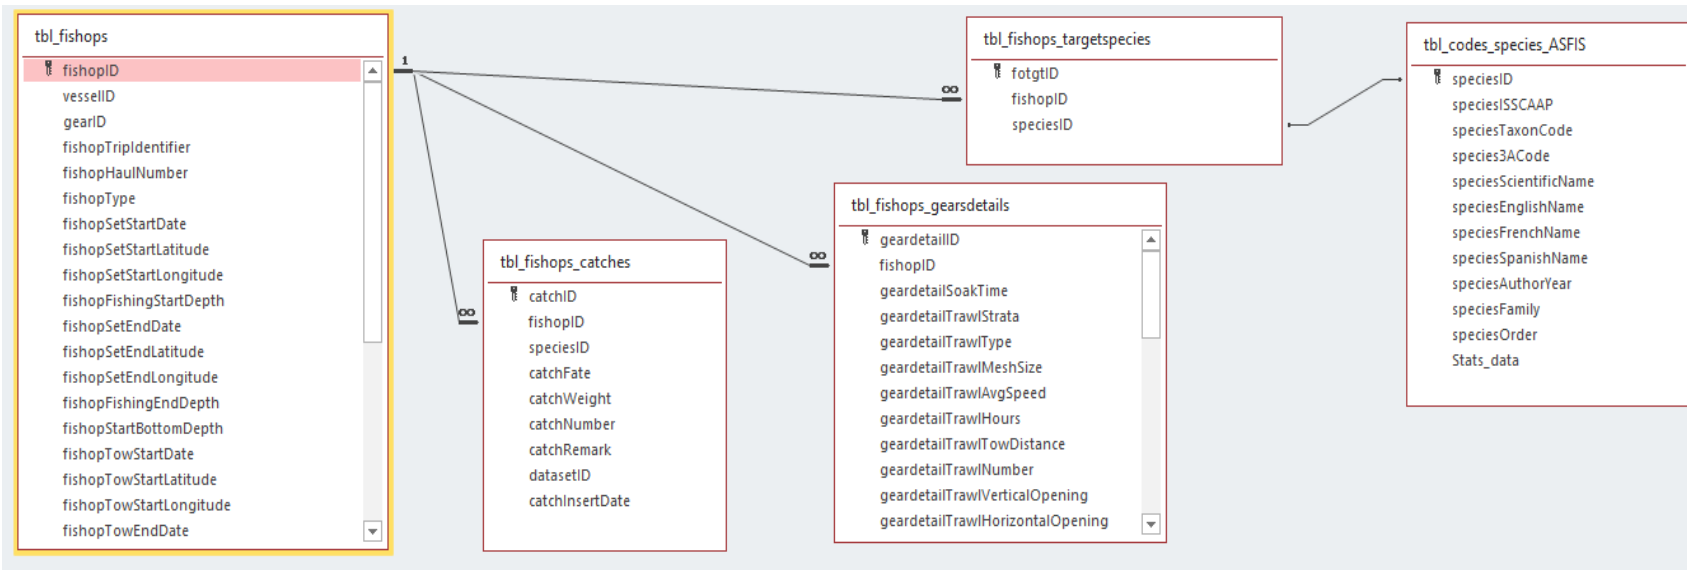 tbl_fishops
fishopID
vesselID
gearID
fishopTripIdentifier
fishopHaulNumber
fishopType
fishopSetStartDate
fishopSetStartLatitude
fishopSetStartLongitude
fishopFishingStartDepth
fishopSetEndDate
fishopSetEndLatitude
fishopSetEndLongitude
fishopFishingEndDepth
fishopStartBottomDepth
fishopTowStartDate
fishopTowStartLatitude
fishopTowStartLongitude
fishopTowEndDate
1
∞
∞
∞
tbl_fishops_catches
catchID
fishopID
speciesID
catchFate
catchWeight
catchNumber
catchRemark
datasetID
catchInsertDate
tbl_fishops_gearsdetails
geardetailID
fishopID
geardetailSoakTime
geardetailTrawlStrata
geardetailTrawlType
geardetailTrawlMeshSize
geardetailTrawlAvgSpeed
geardetailTrawlHours
geardetailTrawlTowDistance
geardetailTrawlNumber
geardetailTrawlVerticalOpening
geardetailTrawlHorizontalOpening
tbl_fishops_targetspecies
fotgtID
fishopID
speciesID
tbl_codes_species_ASFIS
speciesID
speciesISSCAAP
speciesTaxonCode
species3ACode
speciesScientificName
speciesEnglishName
speciesFrenchName
speciesSpanishName
speciesAuthorYear
speciesFamily
speciesOrder
Stats_data